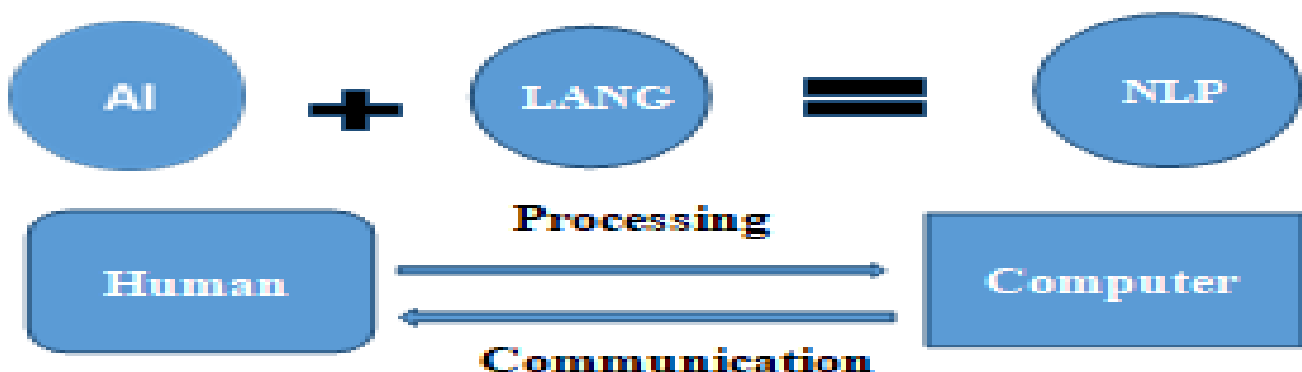 AI + LANG = NLP
Processing
Human Computer
Communication